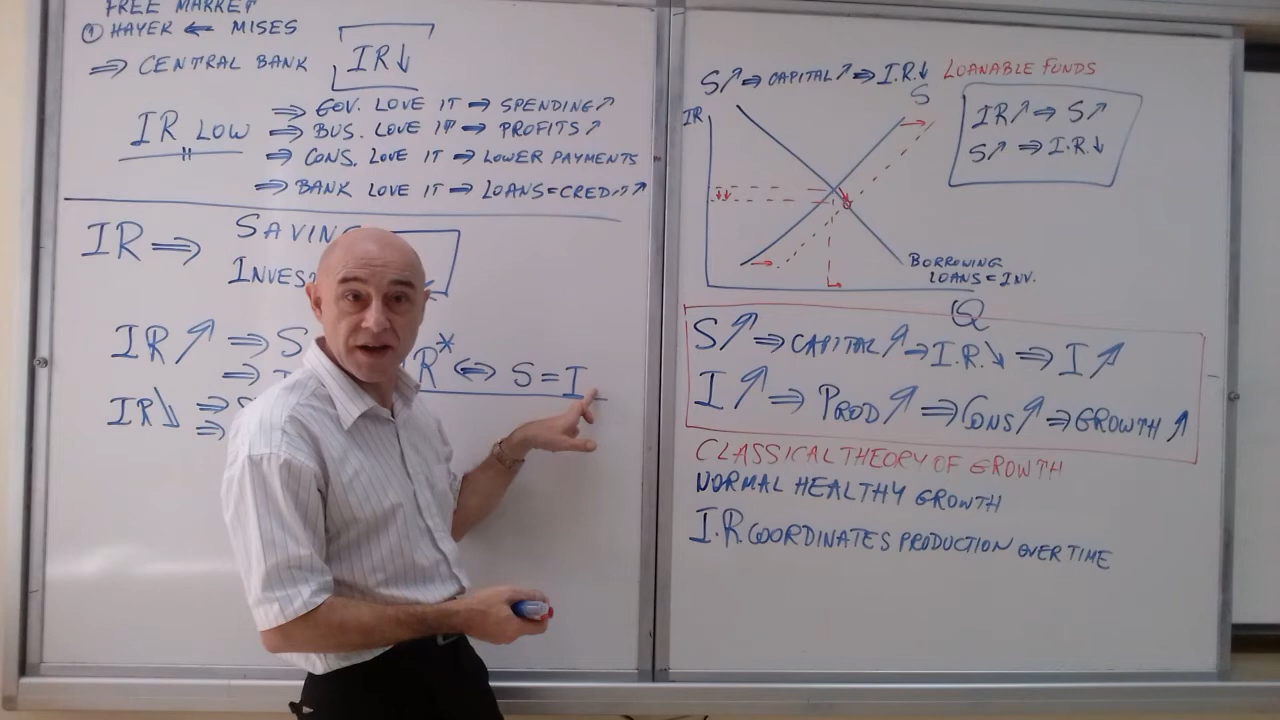 FREE MARKET
① HAYEK ⇐ MISES
⇒ CENTRAL BANK IR↓
IR LOW ⇒ GOV. LOVE IT ⇒ SPENDING↗
⇒ BUS. LOVE IT ⇒ PROFITS↗
⇒ CONS. LOVE IT ⇒ LOWER PAYMENTS
⇒ BANK LOVE IT ⇒ LOANS=CREDIT↗
IR ⇒
IR↗ ⇒ S
⇒
R* ⇔ S=I
IR↘ ⇒
⇒
S↗ ⇒ CAPITAL↗ ⇒ I.R.↓ LOANABLE FUNDS
IR
S
IR↗ ⇒ S↗
S↗ ⇒ I.R.↓
BORROWING
LOANS=INV.
Q
S↗ ⇒ CAPITAL↗ ⇒ I.R.↘ ⇒ I↗
I↗ ⇒ PROD↗ ⇒ CONS↗ ⇒ GROWTH↗
CLASSICAL THEORY OF GROWTH
NORMAL HEALTHY GROWTH
I.R. COORDINATES PRODUCTION OVER TIME